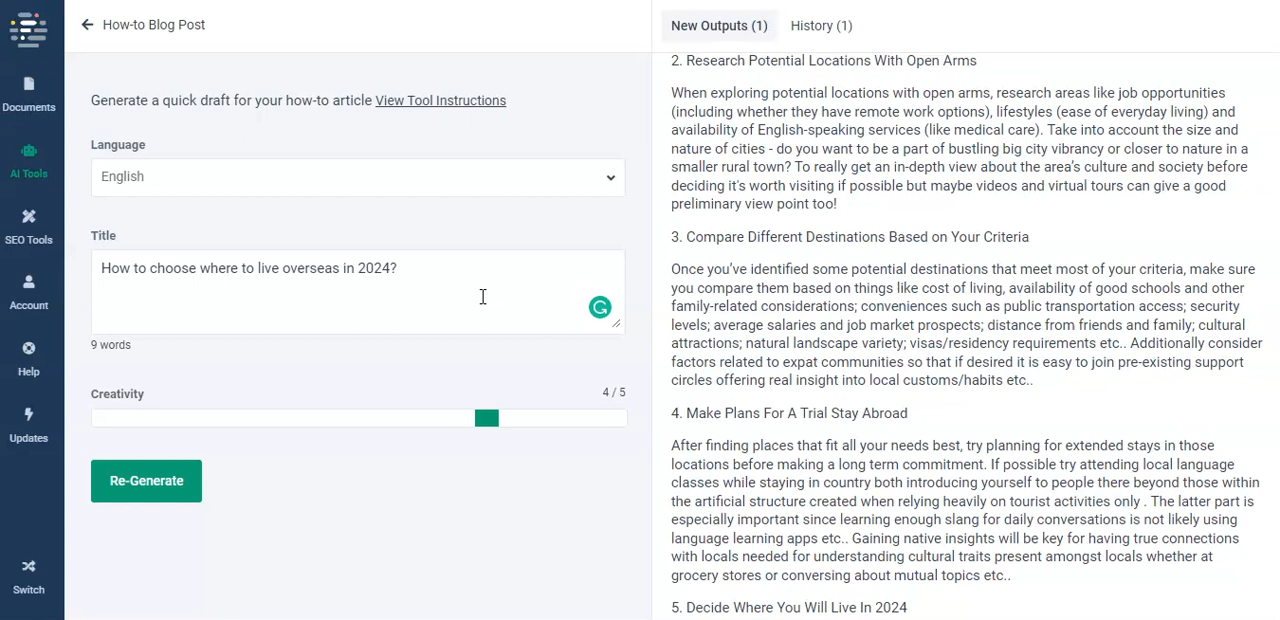 How-to Blog Post
New Outputs (1)
History (1)
Documents
AI Tools
SEO Tools
Account
Help
Updates
Switch
Generate a quick draft for your how-to article View Tool Instructions
Language
English
Title
How to choose where to live overseas in 2024?
9 words
Creativity
4 / 5
Re-Generate
2. Research Potential Locations With Open Arms
When exploring potential locations with open arms, research areas like job opportunities
(including whether they have remote work options), lifestyles (ease of everyday living) and
availability of English-speaking services (like medical care). Take into account the size and
nature of cities - do you want to be a part of bustling big city vibrancy or closer to nature in a
smaller rural town? To really get an in-depth view about the area's culture and society before
deciding it's worth visiting if possible but maybe videos and virtual tours can give a good
preliminary view point too!
3. Compare Different Destinations Based on Your Criteria
Once you've identified some potential destinations that meet most of your criteria, make sure
you compare them based on things like cost of living, availability of good schools and other
family-related considerations; conveniences such as public transportation access; security
levels; average salaries and job market prospects; distance from friends and family; cultural
attractions; natural landscape variety; visas/residency requirements etc.. Additionally consider
factors related to expat communities so that if desired it is easy to join pre-existing support
circles offering real insight into local customs/habits etc..
4. Make Plans For A Trial Stay Abroad
After finding places that fit all your needs best, try planning for extended stays in those
locations before making a long term commitment. If possible try attending local language
classes while staying in country both introducing yourself to people there beyond those within
the artificial structure created when relying heavily on tourist activities only . The latter part is
especially important since learning enough slang for daily conversations is not likely using
language learning apps etc.. Gaining native insights will be key for having true connections
with locals needed for understanding cultural traits present amongst locals whether at
grocery stores or conversing about mutual topics etc..
5. Decide Where You Will Live In 2024